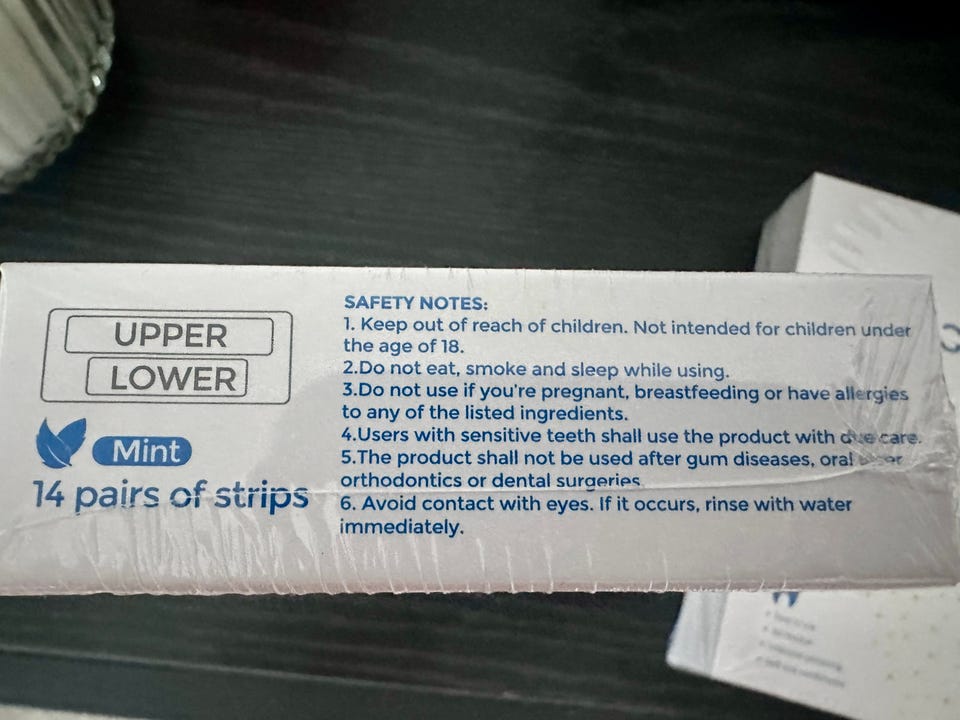 UPPER
LOWER
Mint
14 pairs of strips
SAFETY NOTES:
1. Keep out of reach of children. Not intended for children under
the age of 18.
2.Do not eat, smoke and sleep while using.
3.Do not use if you're pregnant, breastfeeding or have allergies
to any of the listed ingredients.
4.Users with sensitive teeth shall use the product with due care.
5.The product shall not be used after gum diseases, oral
orthodontics or dental surgeries.
6. Avoid contact with eyes. If it occurs, rinse with water
immediately.